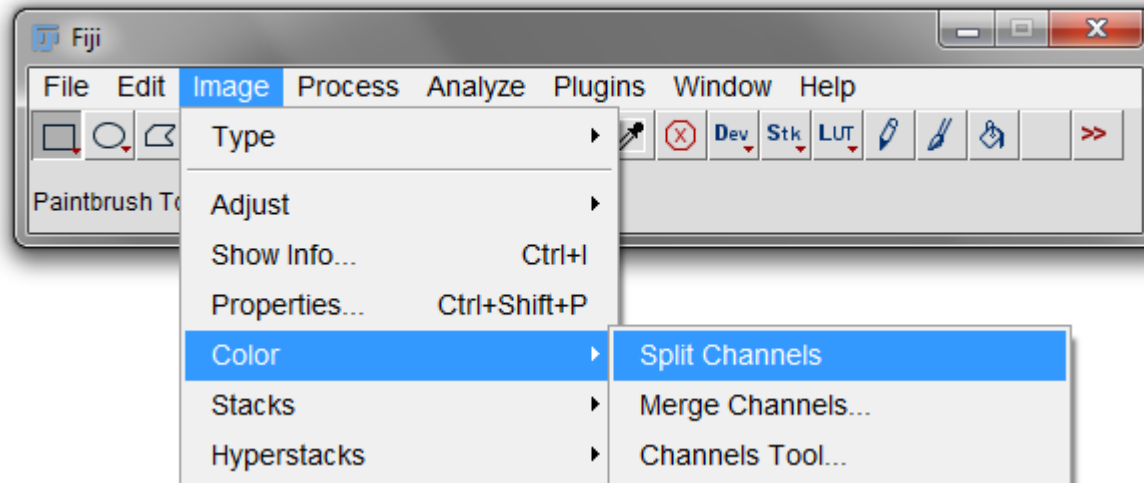 Fiji
File Edit Image Process Analyze Plugins Window Help
Dev Stk LUT >>
Paintbrush To
Type
Adjust
Show Info... Ctrl+I
Properties... Ctrl+Shift+P
Color
Stacks
Hyperstacks
Split Channels
Merge Channels...
Channels Tool...